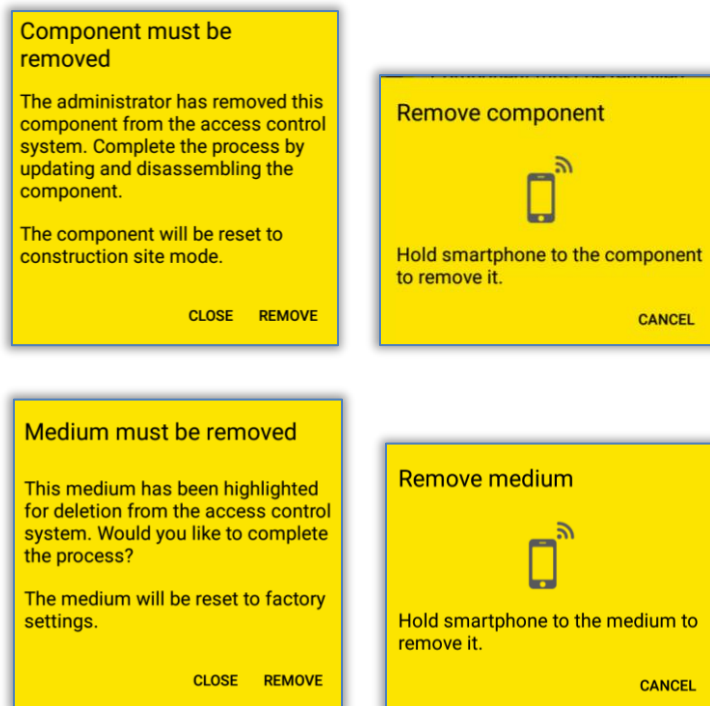 Component must be
removed
The administrator has removed this
component from the access control
system. Complete the process by
updating and disassembling the
component.
The component will be reset to
construction site mode.
CLOSE REMOVE
Remove component
Hold smartphone to the component
to remove it.
CANCEL
Medium must be removed
This medium has been highlighted
for deletion from the access control
system. Would you like to complete
the process?
The medium will be reset to factory
settings.
CLOSE REMOVE
Remove medium
Hold smartphone to the medium to
remove it.
CANCEL